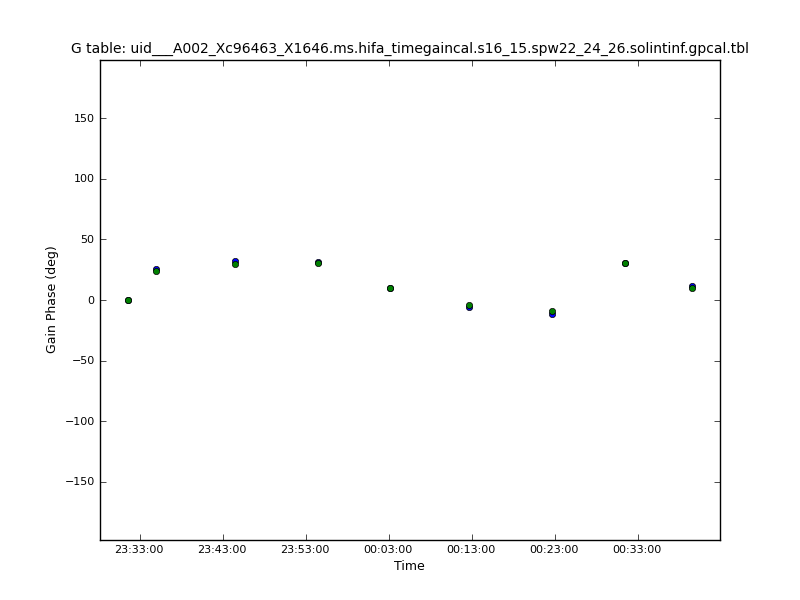 G table: uid___A002_Xc96463_X1646.ms.hifa_timegaincal.s16_15.spw22_24_26.solintinf.gpcal.tbl
150
100
50
0
−50
−100
−150
Gain Phase (deg)
23:33:00 23:43:00 23:53:00 00:03:00 00:13:00 00:23:00 00:33:00
Time